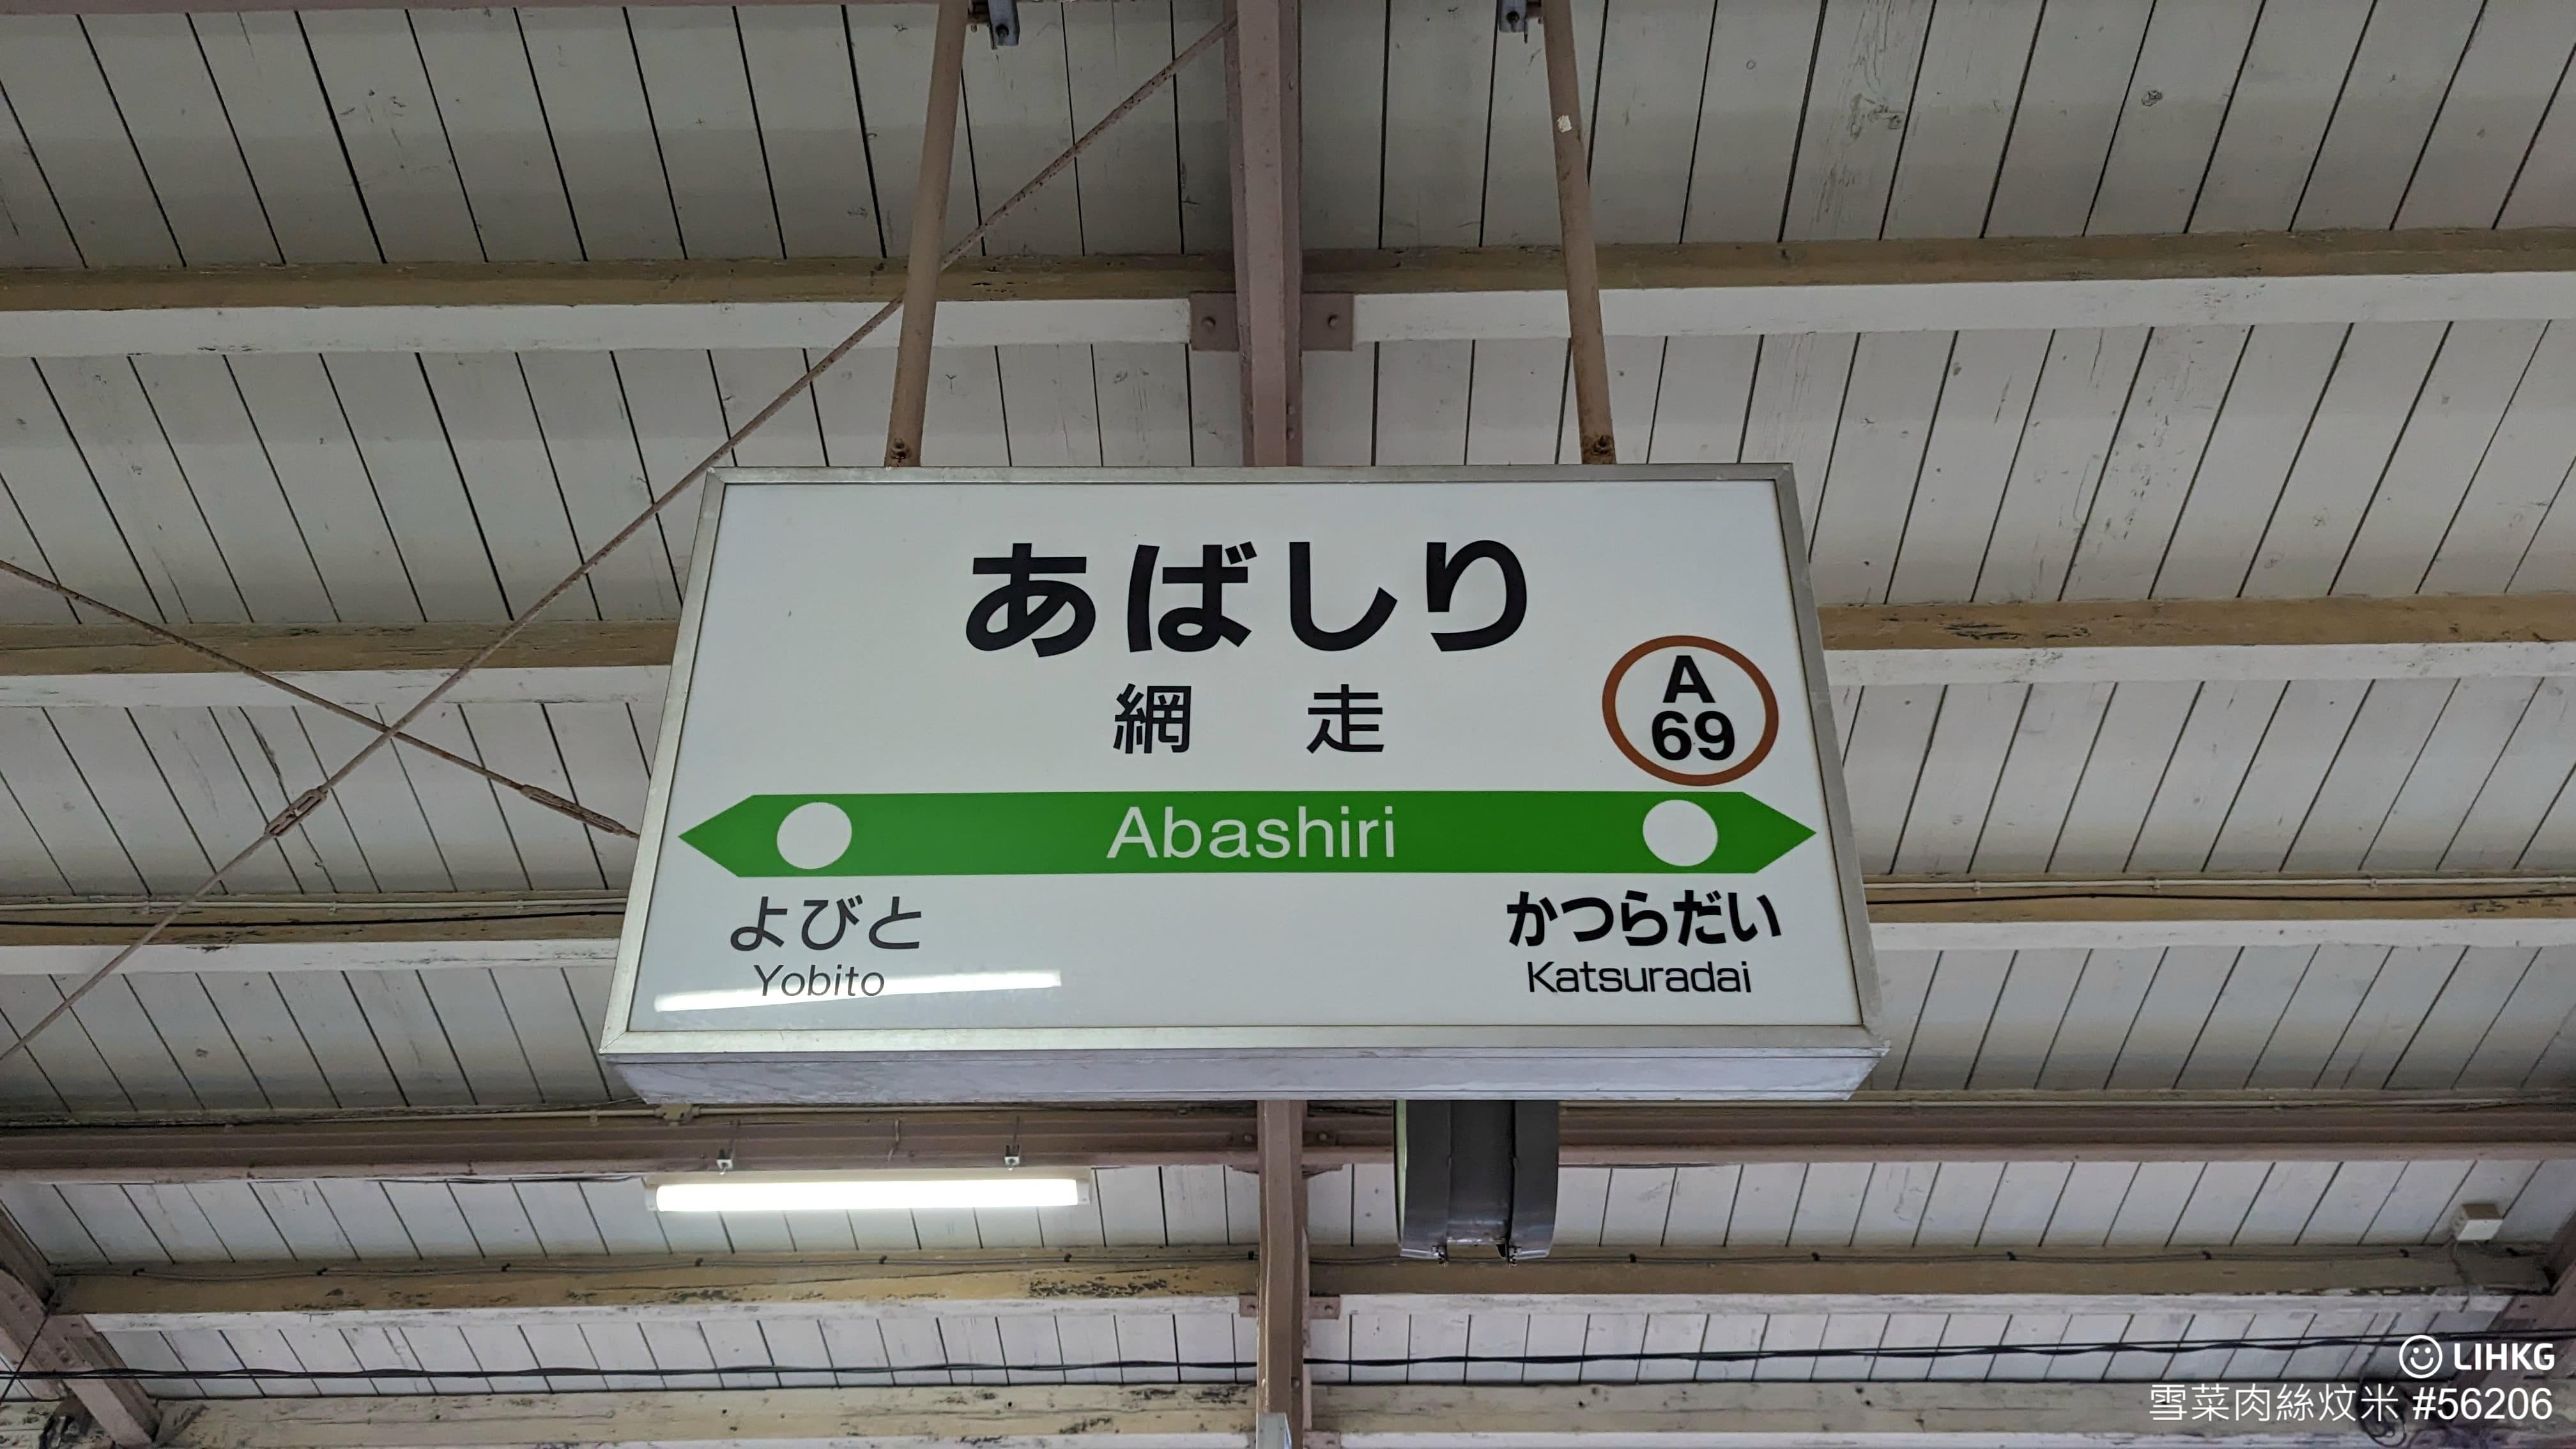 あばしり
網走
A
69
Abashiri
よびと
Yobito
かつらだい
Katsuradai
LIHKG
雪菜肉絲炆米 #56206